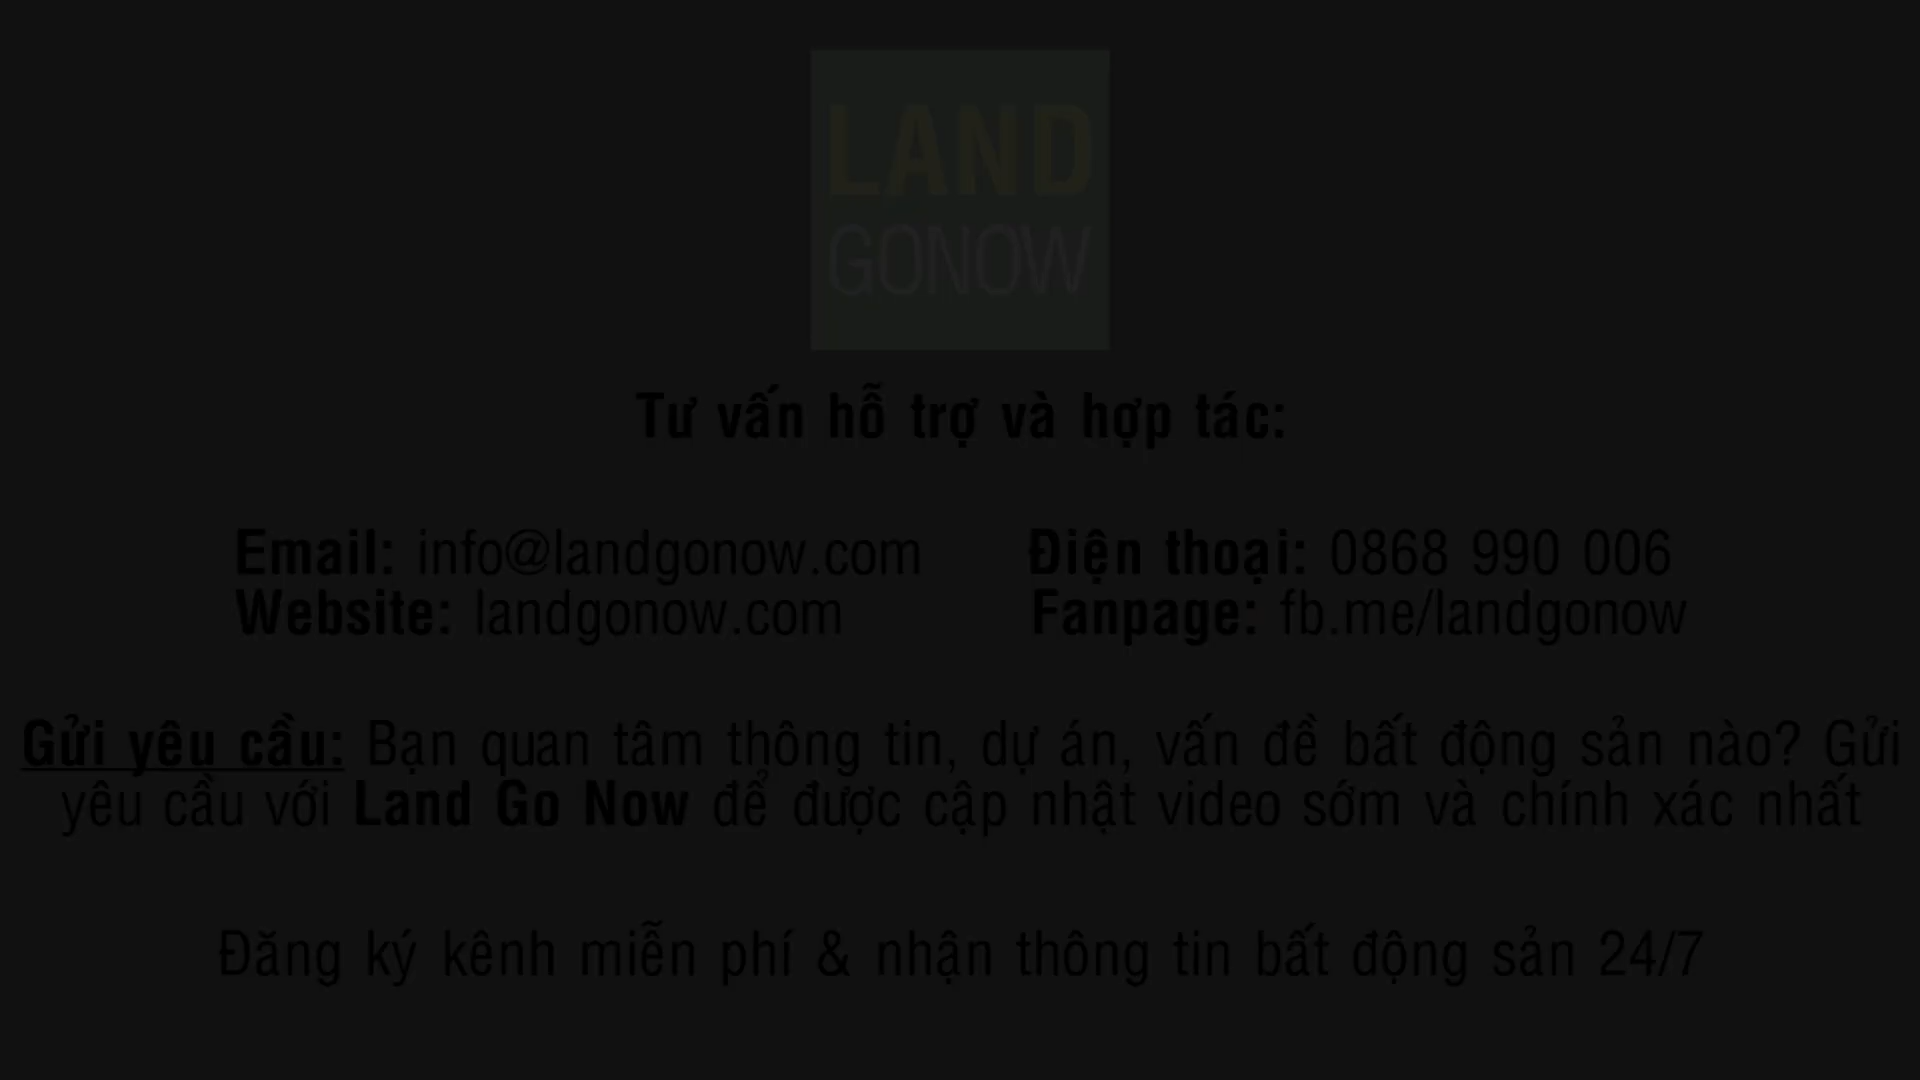 LAND
GONOW
Tư vấn hỗ trợ và hợp tác:
Email: info@landgonow.com
Điện thoại: 0868 990 006
Website: landgonow.com
Fanpage: fb.me/landgonow
Gửi yêu cầu: Bạn quan tâm thông tin, dự án, vấn đề bất động sản nào? Gửi
yêu cầu với Land Go Now để được cập nhật video sớm và chính xác nhất
Đăng ký kênh miễn phí & nhận thông tin bất động sản 24/7